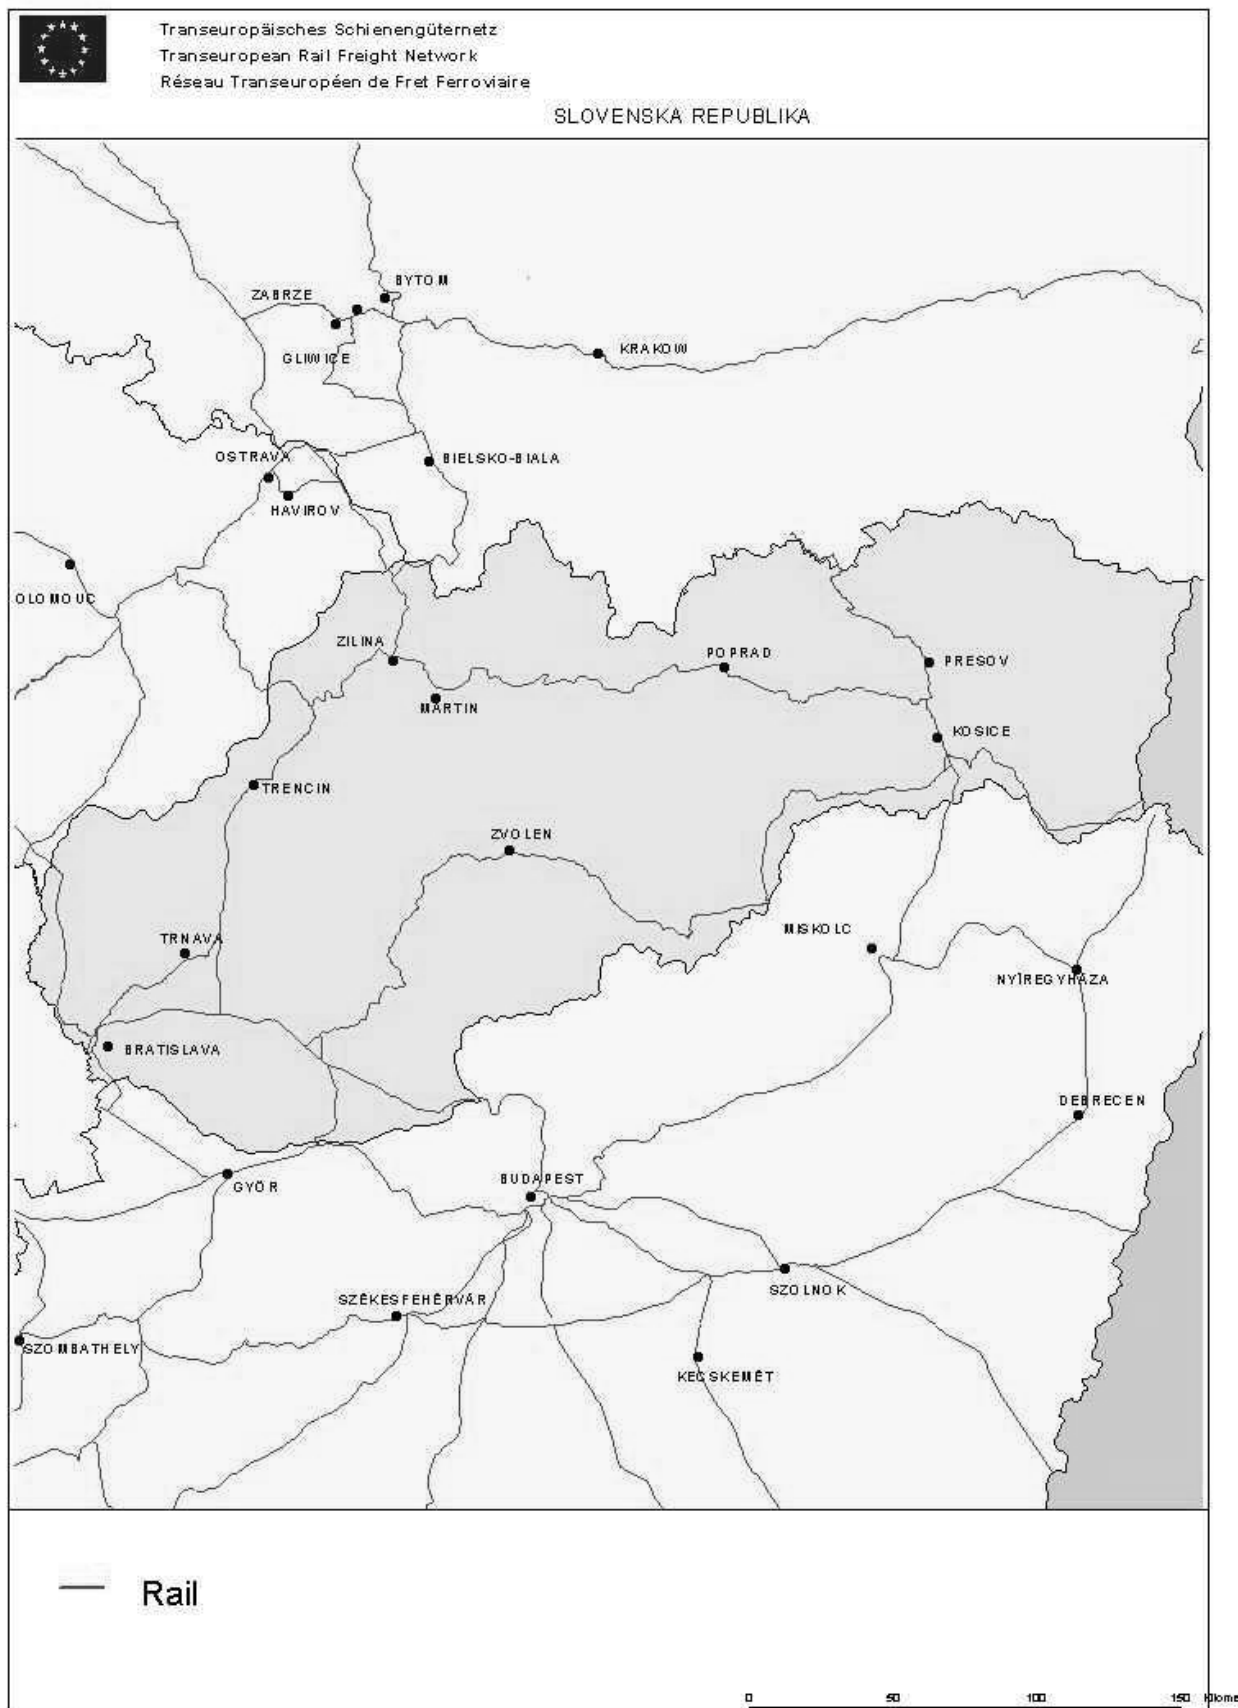 Transeuropäisches Schienengüternetz
Transeuropean Rail Freight Network
Réseau Transeuropéen de Fret Ferroviaire
SLOVENSKA REPUBLIKA
BYTOM
ZABRZE
GLIWICE
KRAKOW
OSTRAVA
BIELSKO-BIALA
HAVIROV
OLOMOUC
ZILINA
POPRAD
PRESOV
MARTIN
KOSICE
TRENCIN
ZVOLEN
TRNAVA
MISKOLC
NYÍREGYHÁZA
BRATISLAVA
DEBRECEN
BUDAPEST
GYÖR
SZOLNOK
SZÉKESFEHÉRVÁR
SZOMBATHELY
KECSKEMÉT
Rail
0 50 100 150 Kilome